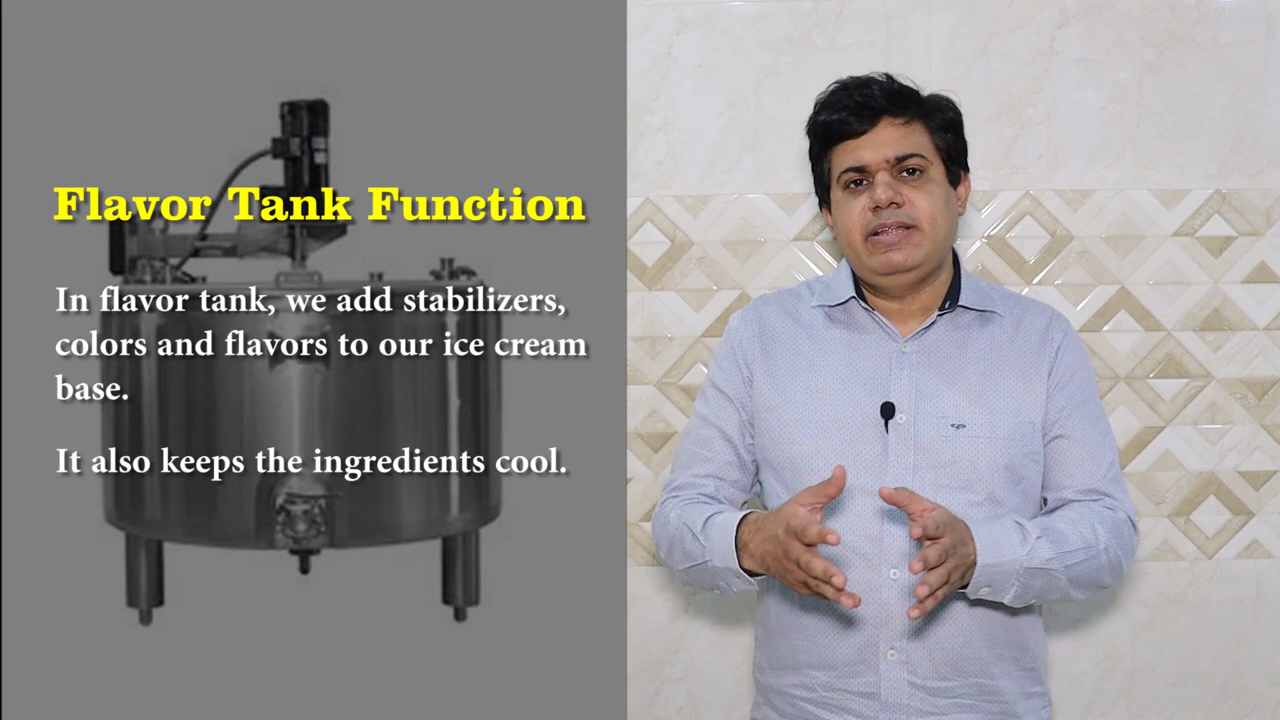 Flavor Tank Function
In flavor tank, we add stabilizers,
colors and flavors to our ice cream
base.
It also keeps the ingredients cool.